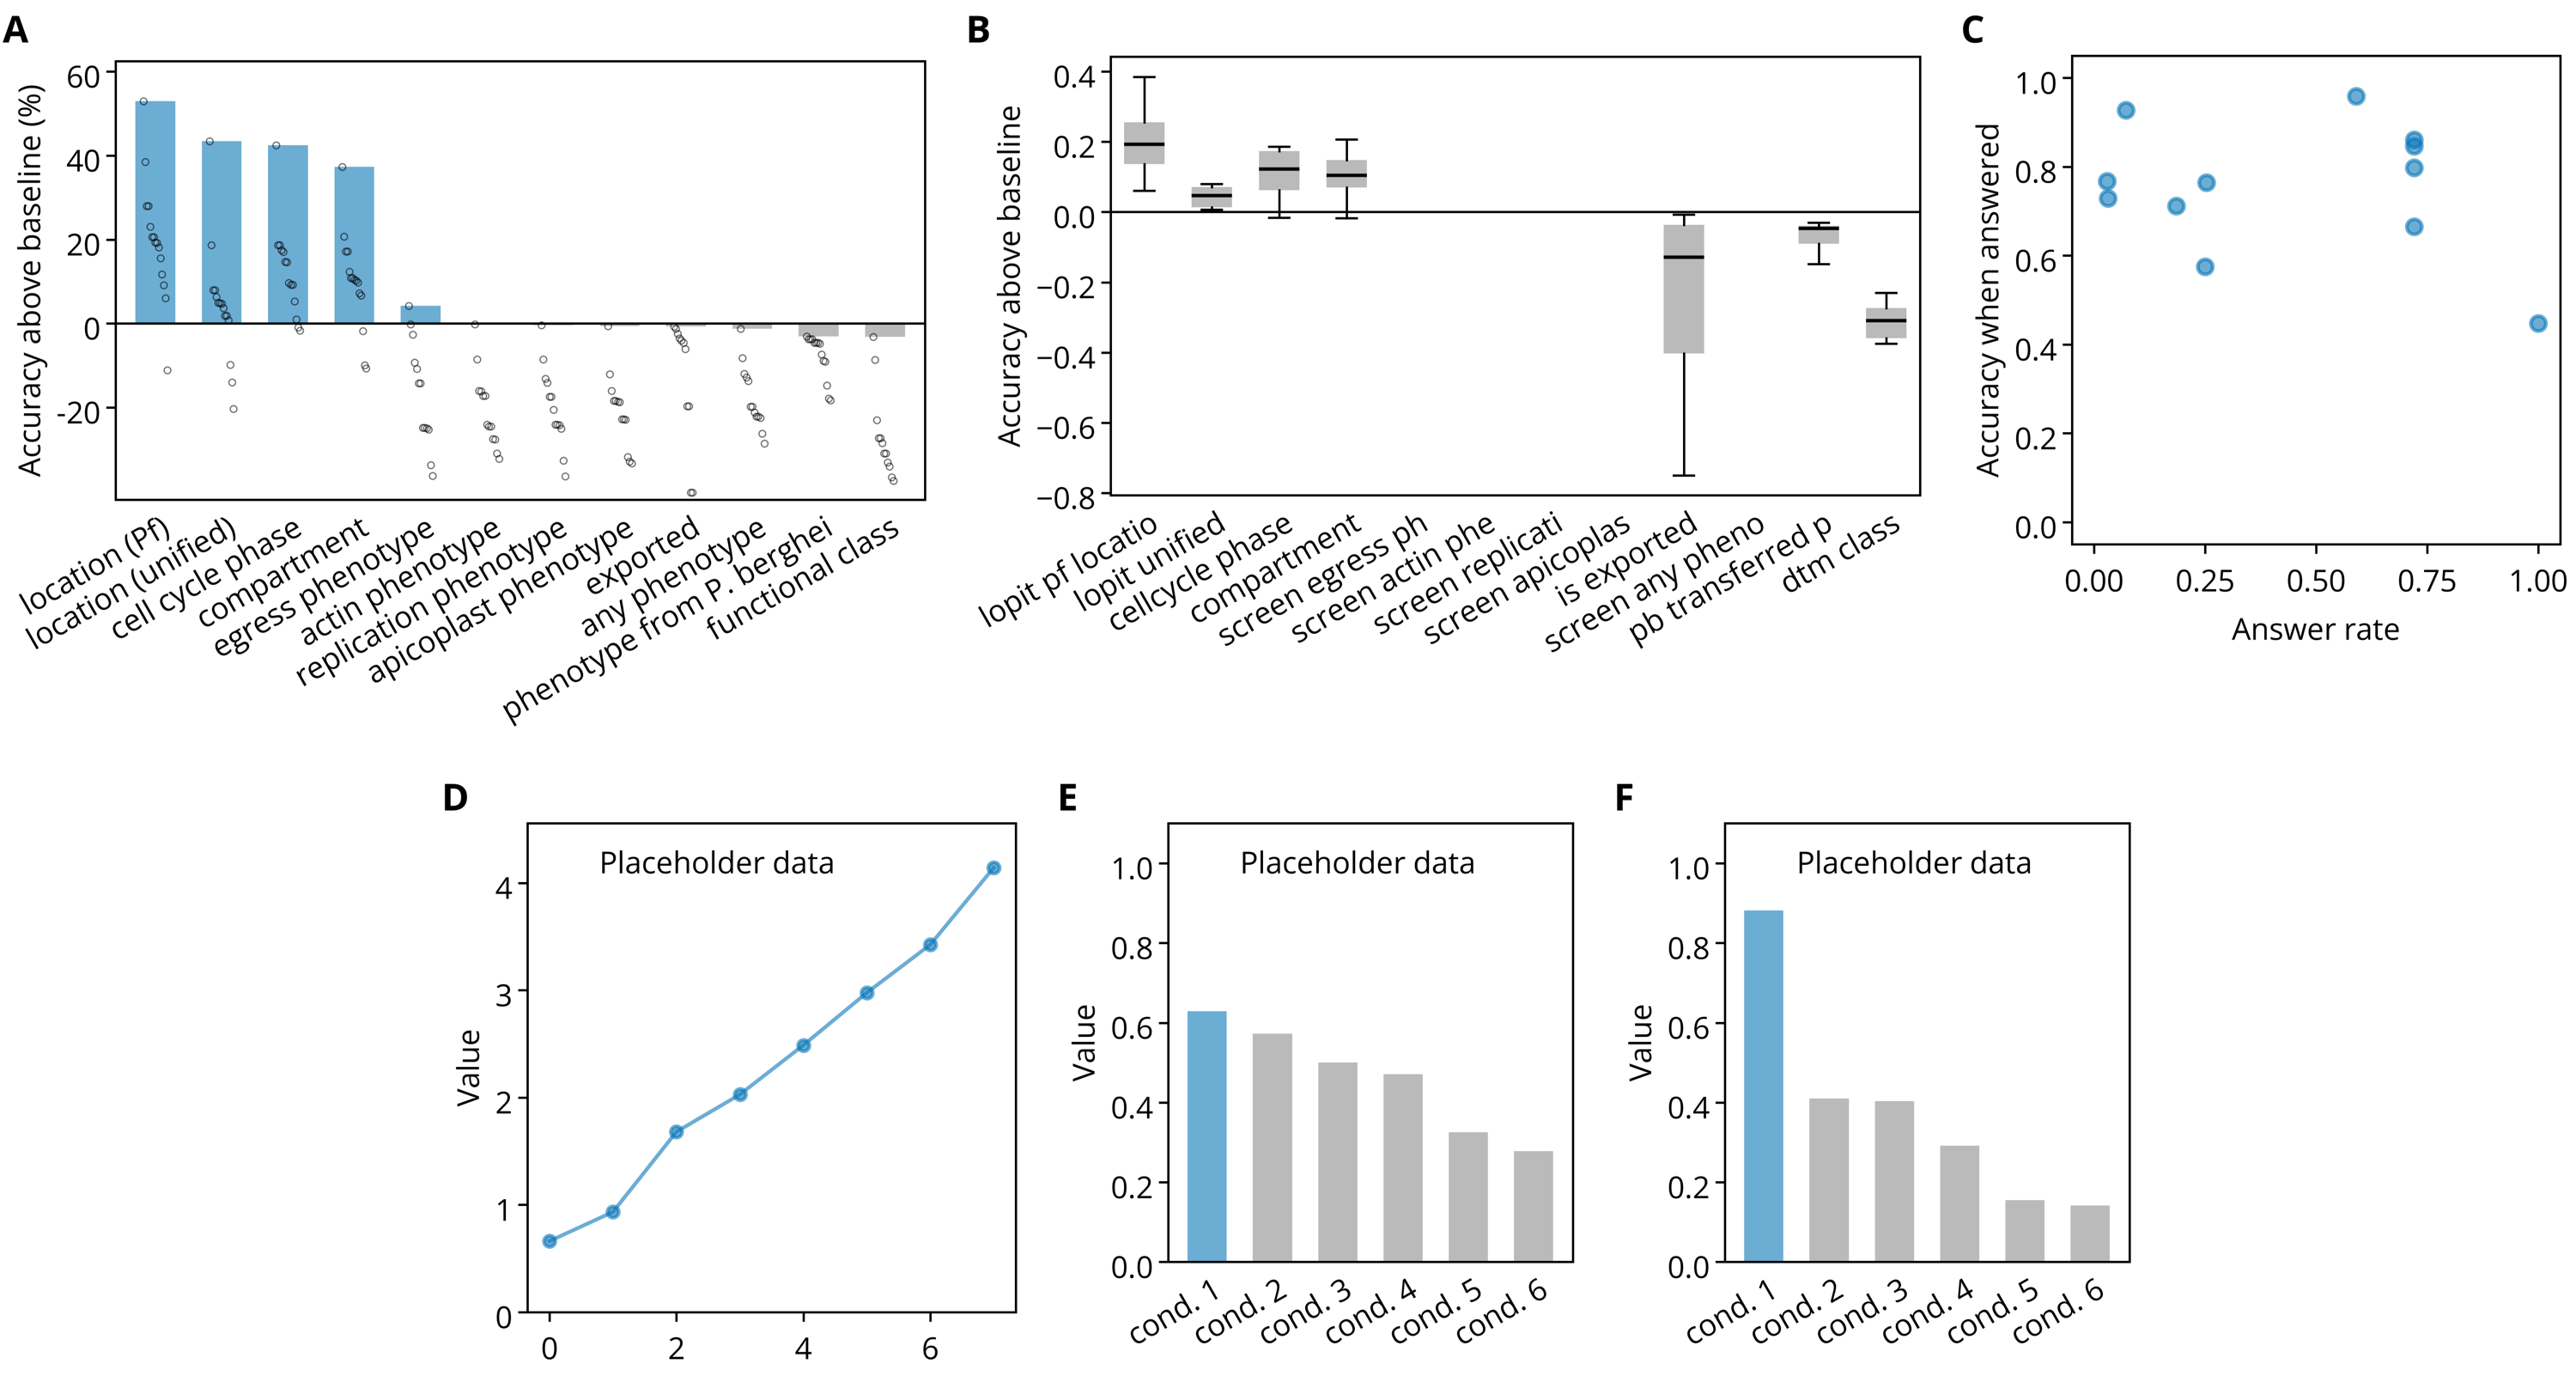 A
Accuracy above baseline (%)
60
40
20
0
-20
location (Pf)
location (unified)
cell cycle phase
compartment
egress phenotype
actin phenotype
replication phenotype
apicoplast phenotype
exported
any phenotype
phenotype from P. berghei
functional class
B
Accuracy above baseline
0.4
0.2
0.0
−0.2
−0.4
−0.6
−0.8
lopit pf locatio
lopit unified
cellcycle phase
compartment
screen egress ph
screen actin phe
screen replicati
screen apicoplas
is exported
screen any pheno
pb transferred p
dtm class
C
Accuracy when answered
1.0
0.8
0.6
0.4
0.2
0.0
0.00 0.25 0.50 0.75 1.00
Answer rate
D
Placeholder data
Value
4
3
2
1
0
0 2 4 6
E
Placeholder data
Value
1.0
0.8
0.6
0.4
0.2
0.0
cond. 1
cond. 2
cond. 3
cond. 4
cond. 5
cond. 6
F
Placeholder data
Value
1.0
0.8
0.6
0.4
0.2
0.0
cond. 1
cond. 2
cond. 3
cond. 4
cond. 5
cond. 6